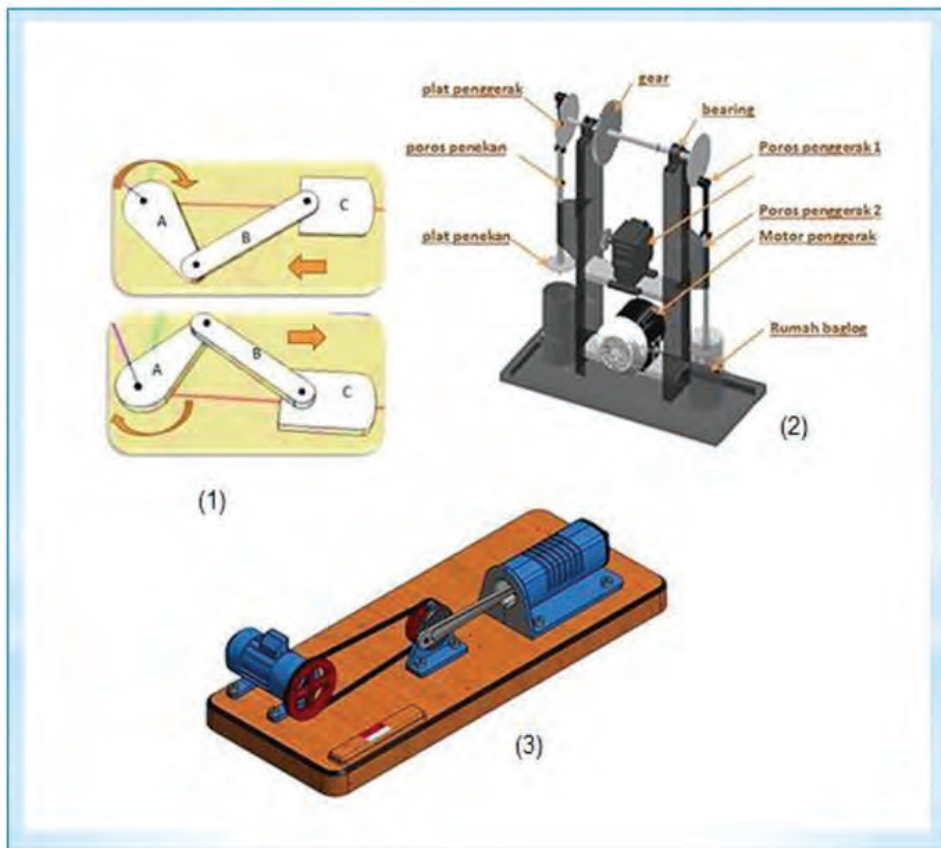 A
B
C
A
B
C
(1)
plat penggerak
gear
bearing
poros penekan
Poros penggerak 1
plat penekan
Poros penggerak 2
Motor penggerak
Rumah baglog
(2)
(3)